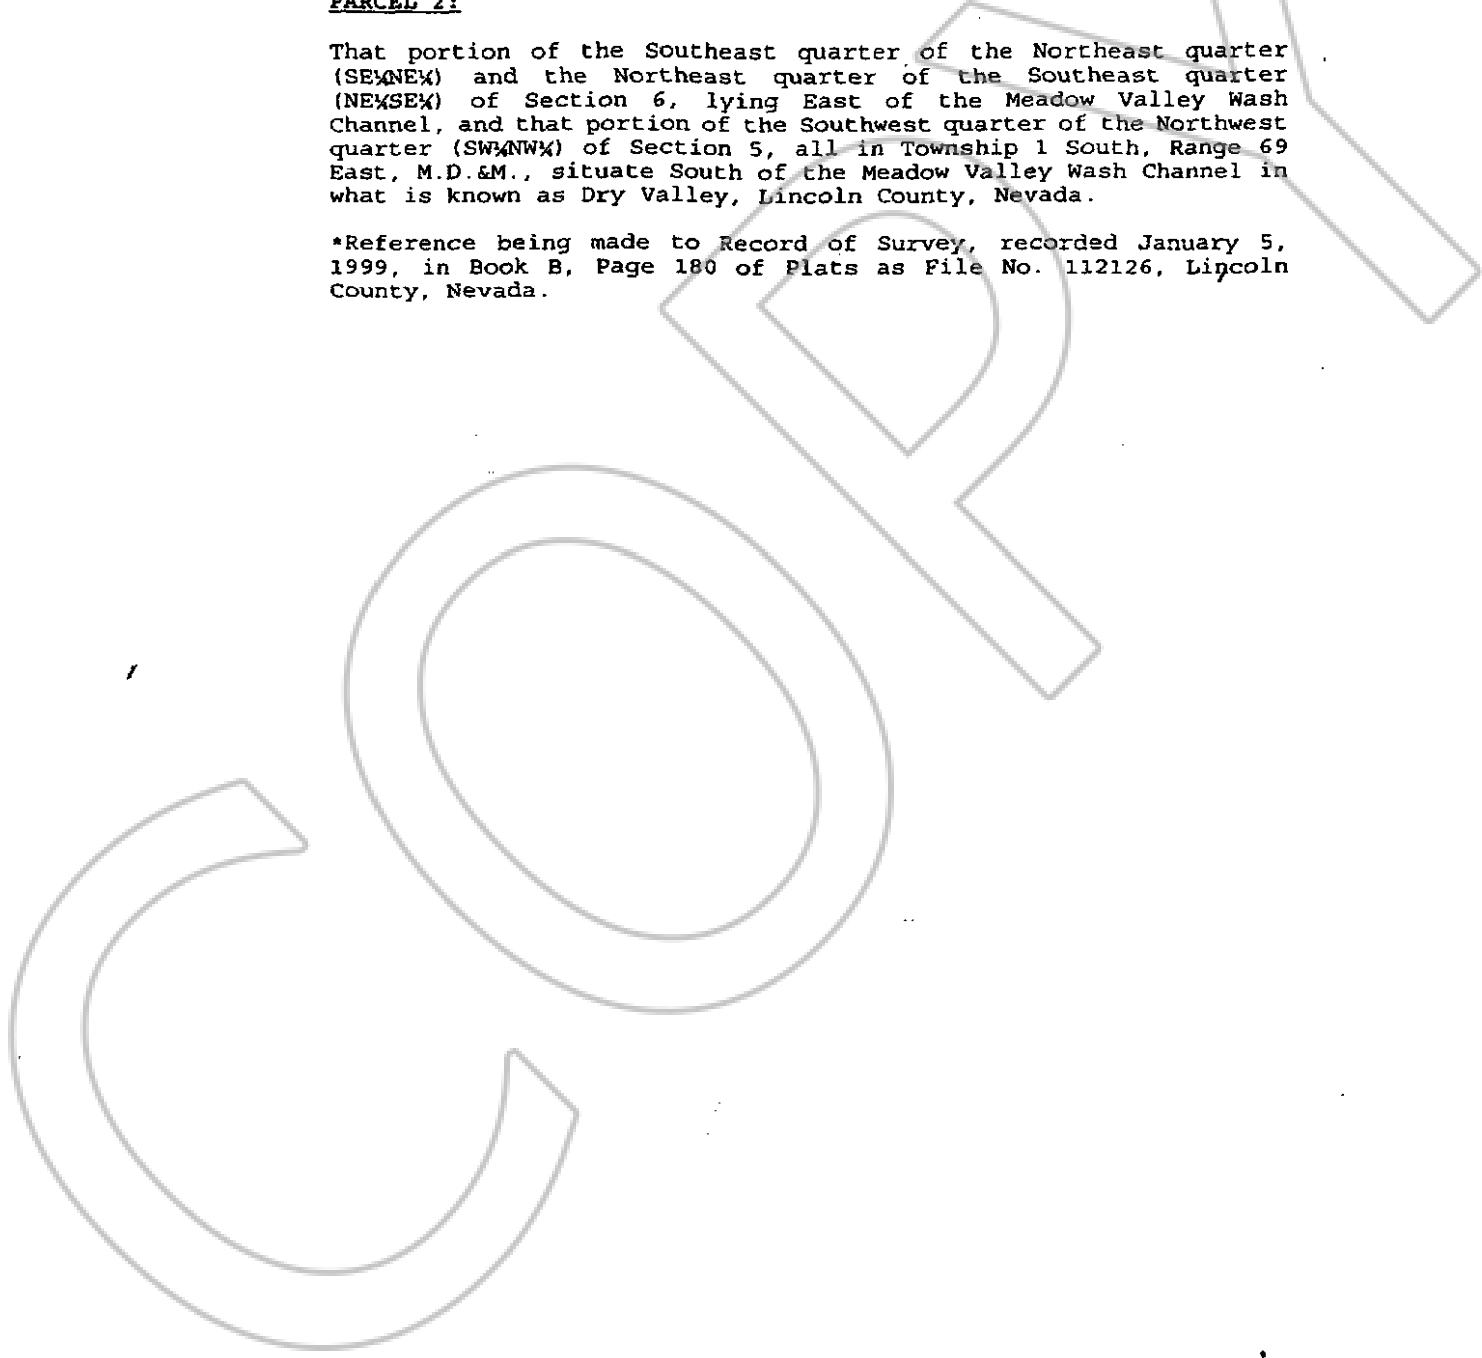 PARCEL 2:
That portion of the Southeast quarter of the Northeast quarter
(SE¼NE¼) and the Northeast quarter of the Southeast quarter
(NE¼SE¼) of Section 6, lying East of the Meadow Valley Wash
Channel, and that portion of the Southwest quarter of the Northwest
quarter (SW¼NW¼) of Section 5, all in Township 1 South, Range 69
East, M.D.&M., situate South of the Meadow Valley Wash Channel in
what is known as Dry Valley, Lincoln County, Nevada.
*Reference being made to Record of Survey, recorded January 5,
1999, in Book B, Page 180 of Plats as File No. 112126, Lincoln
County, Nevada.
COPY